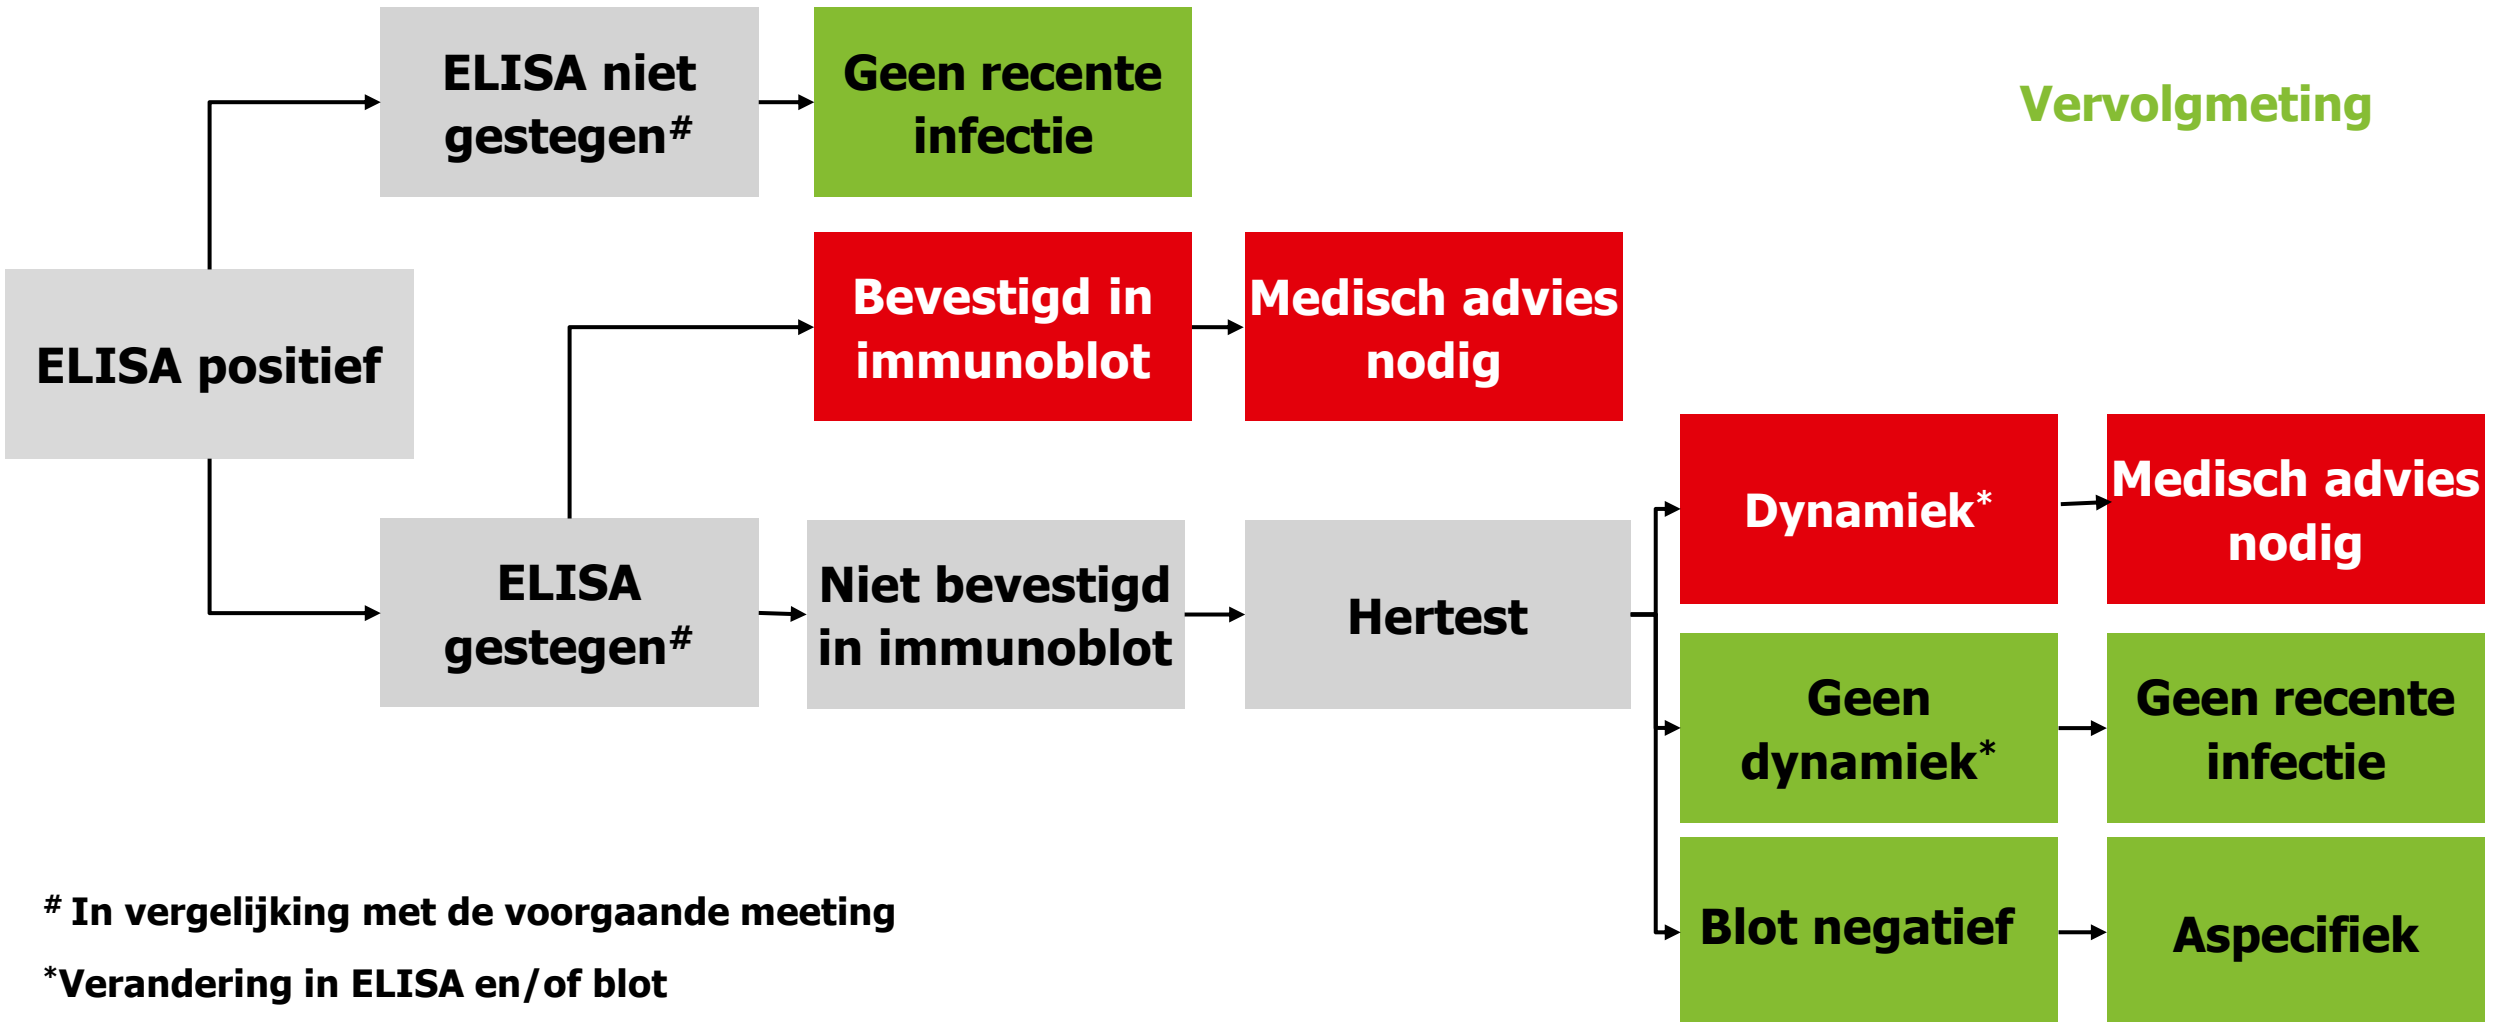 ELISA niet
gestegen#
Geen recente
infectie
Vervolgmeting
Bevestigd in
immunoblot
Medisch advies
nodig
ELISA positief
Dynamiek*
Medisch advies
nodig
ELISA
gestegen#
Niet bevestigd
in immunoblot
Hertest
Geen
dynamiek*
Geen recente
infectie
Blot negatief
Aspecifiek
# In vergelijking met de voorgaande meeting
*Verandering in ELISA en/of blot